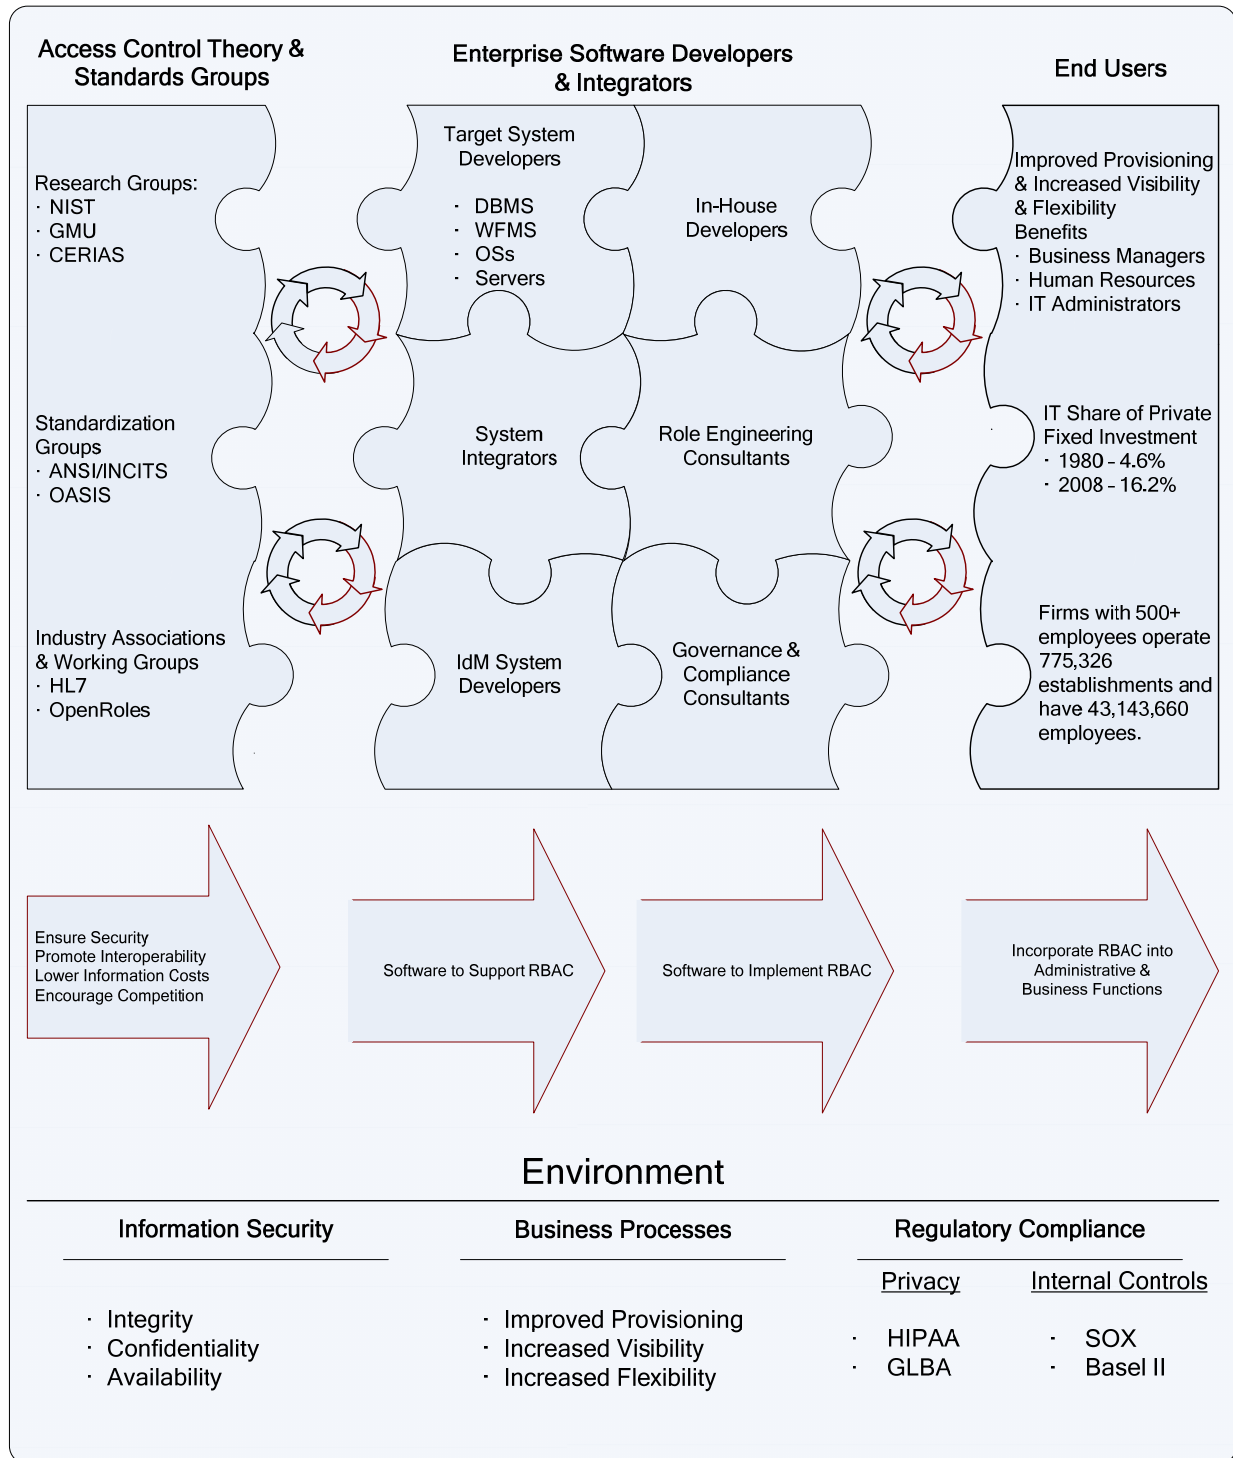 Access Control Theory &
Standards Groups
Enterprise Software Developers
& Integrators
End Users
Research Groups:
· NIST
· GMU
· CERIAS
Standardization
Groups
· ANSI/INCITS
· OASIS
Industry Associations
& Working Groups
· HL7
· OpenRoles
Target System
Developers
· DBMS
· WFMS
· OSs
· Servers
In-House
Developers
System
Integrators
Role Engineering
Consultants
IdM System
Developers
Governance &
Compliance
Consultants
Improved Provisioning
& Increased Visibility
& Flexibility
Benefits
· Business Managers
· Human Resources
· IT Administrators
IT Share of Private
Fixed Investment
· 1980 – 4.6%
· 2008 – 16.2%
Firms with 500+
employees operate
775,326
establishments and
have 43,143,660
employees.
Ensure Security
Promote Interoperability
Lower Information Costs
Encourage Competition
Software to Support RBAC
Software to Implement RBAC
Incorporate RBAC into
Administrative &
Business Functions
Environment
Information Security
· Integrity
· Confidentiality
· Availability
Business Processes
· Improved Provisioning
· Increased Visibility
· Increased Flexibility
Regulatory Compliance
Privacy
· HIPAA
· GLBA
Internal Controls
· SOX
· Basel II